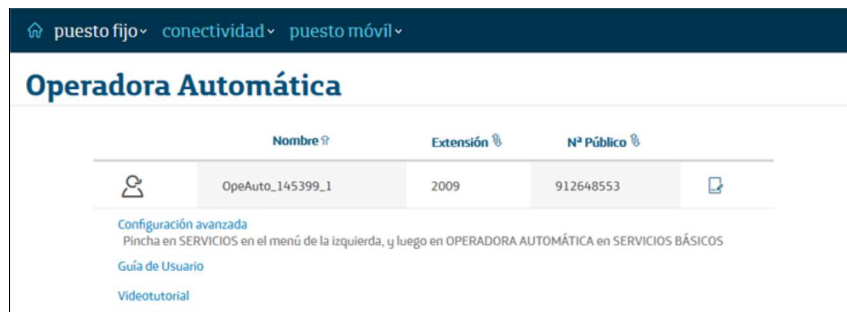 puesto fijo conectividad puesto móvil
Operadora Automática
Nombre Extensión Nª Público
OpeAuto_145399_1 2009 912648553
Configuración avanzada
Pincha en SERVICIOS en el menú de la izquierda, y luego en OPERADORA AUTOMÁTICA en SERVICIOS BÁSICOS
Guía de Usuario
Videotutorial